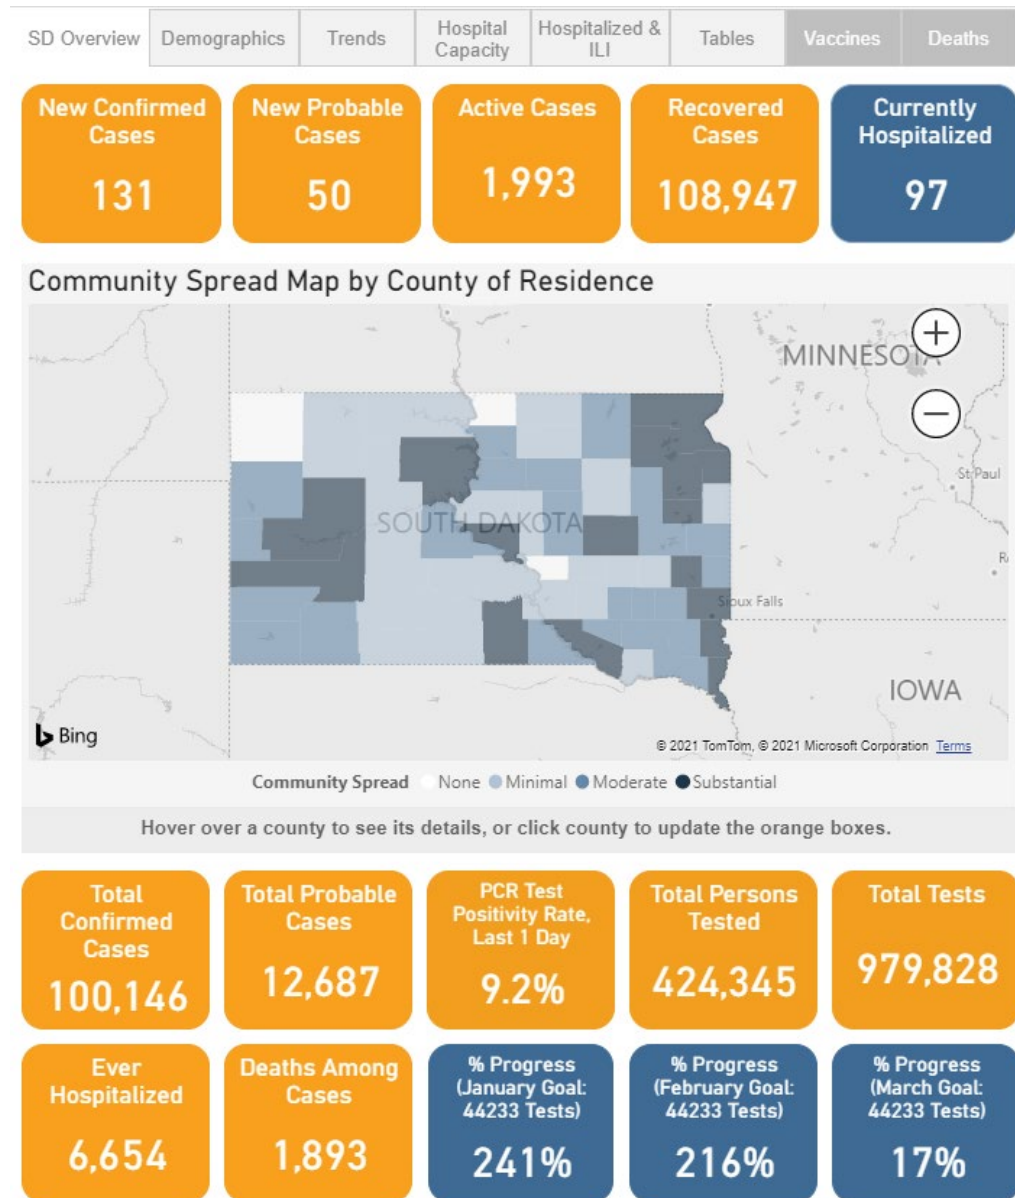 SD Overview
Demographics
Trends
Hospital
Capacity
Hospitalized &
ILI
Tables
Vaccines
Deaths
New Confirmed
Cases
131
New Probable
Cases
50
Active Cases
1,993
Recovered
Cases
108,947
Currently
Hospitalized
97
Community Spread Map by County of Residence
MINNESOTA
St Paul
SOUTH DAKOTA
Sioux Falls
IOWA
Bing
© 2021 TomTom, © 2021 Microsoft Corporation Terms
Community Spread None Minimal Moderate Substantial
Hover over a county to see its details, or click county to update the orange boxes.
Total
Confirmed
Cases
100,146
Total Probable
Cases
12,687
PCR Test
Positivity Rate,
Last 1 Day
9.2%
Total Persons
Tested
424,345
Total Tests
979,828
Ever
Hospitalized
6,654
Deaths Among
Cases
1,893
% Progress
(January Goal:
44233 Tests)
241%
% Progress
(February Goal:
44233 Tests)
216%
% Progress
(March Goal:
44233 Tests)
17%